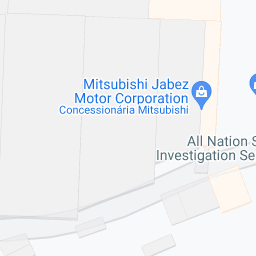 Mitsubishi Jabez
Motor Corporation
Concessionária Mitsubishi
All Nation S
Investigation Se